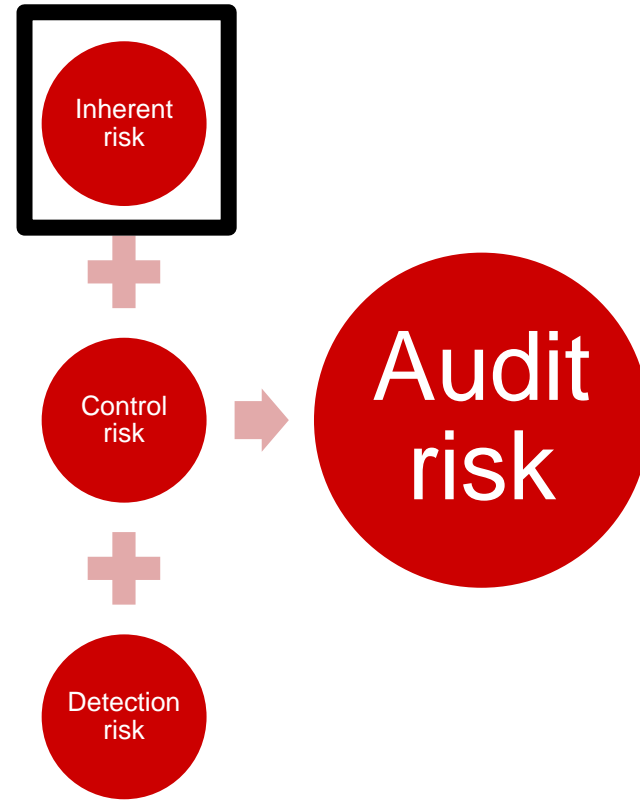 Inherent
risk
Control
risk
Detection
risk
Audit
risk